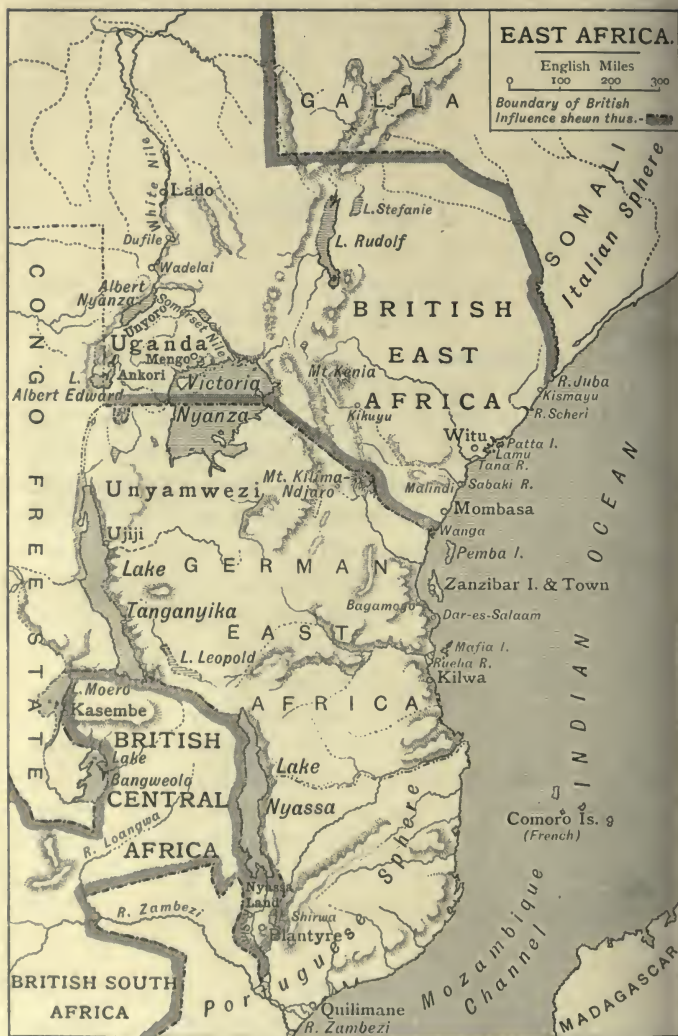 EAST AFRICA.
English Miles
0 100 200 300
Boundary of British
Influence shewn thus.-
GALLA
White Nile
Lado
L.Stefanie
Dufile
L. Rudolf
SOMALI
Italian Sphere
Wadelai
Albert
Nyanza
Unyoro
Somerset Nile
BRITISH
EAST
AFRICA
CONGO FREE STATE
Uganda
Mengo
Ankori
L.
Albert Edward
Victoria
Nyanza
Mt. Kenia
Kikuyu
R. Juba
Kismayu
R. Scheri
Witu
Patta I.
Lamu
Tana R.
Malindi
Sabaki R.
Mombasa
Wanga
Unyamwezi
Mt. Kilima-
Ndjaro
Pemba I.
Ujiji
Lake
Tanganyika
GERMAN
EAST
AFRICA
Zanzibar I. & Town
Bagamoyo
Dar-es-Salaam
Mafia I.
L. Leopold
Kilwa
L. Moero
Kasembe
BRITISH
CENTRAL
AFRICA
Lake
Bangweolo
Lake
Nyassa
INDIAN OCEAN
Comoro Is.
(French)
R. Loangwa
Nyassa
Land
L. Shirwa
Blantyre
R. Zambezi
BRITISH SOUTH
AFRICA
Portuguese Sphere
Mozambique
Channel
Quilimane
R. Zambezi
MADAGASCAR